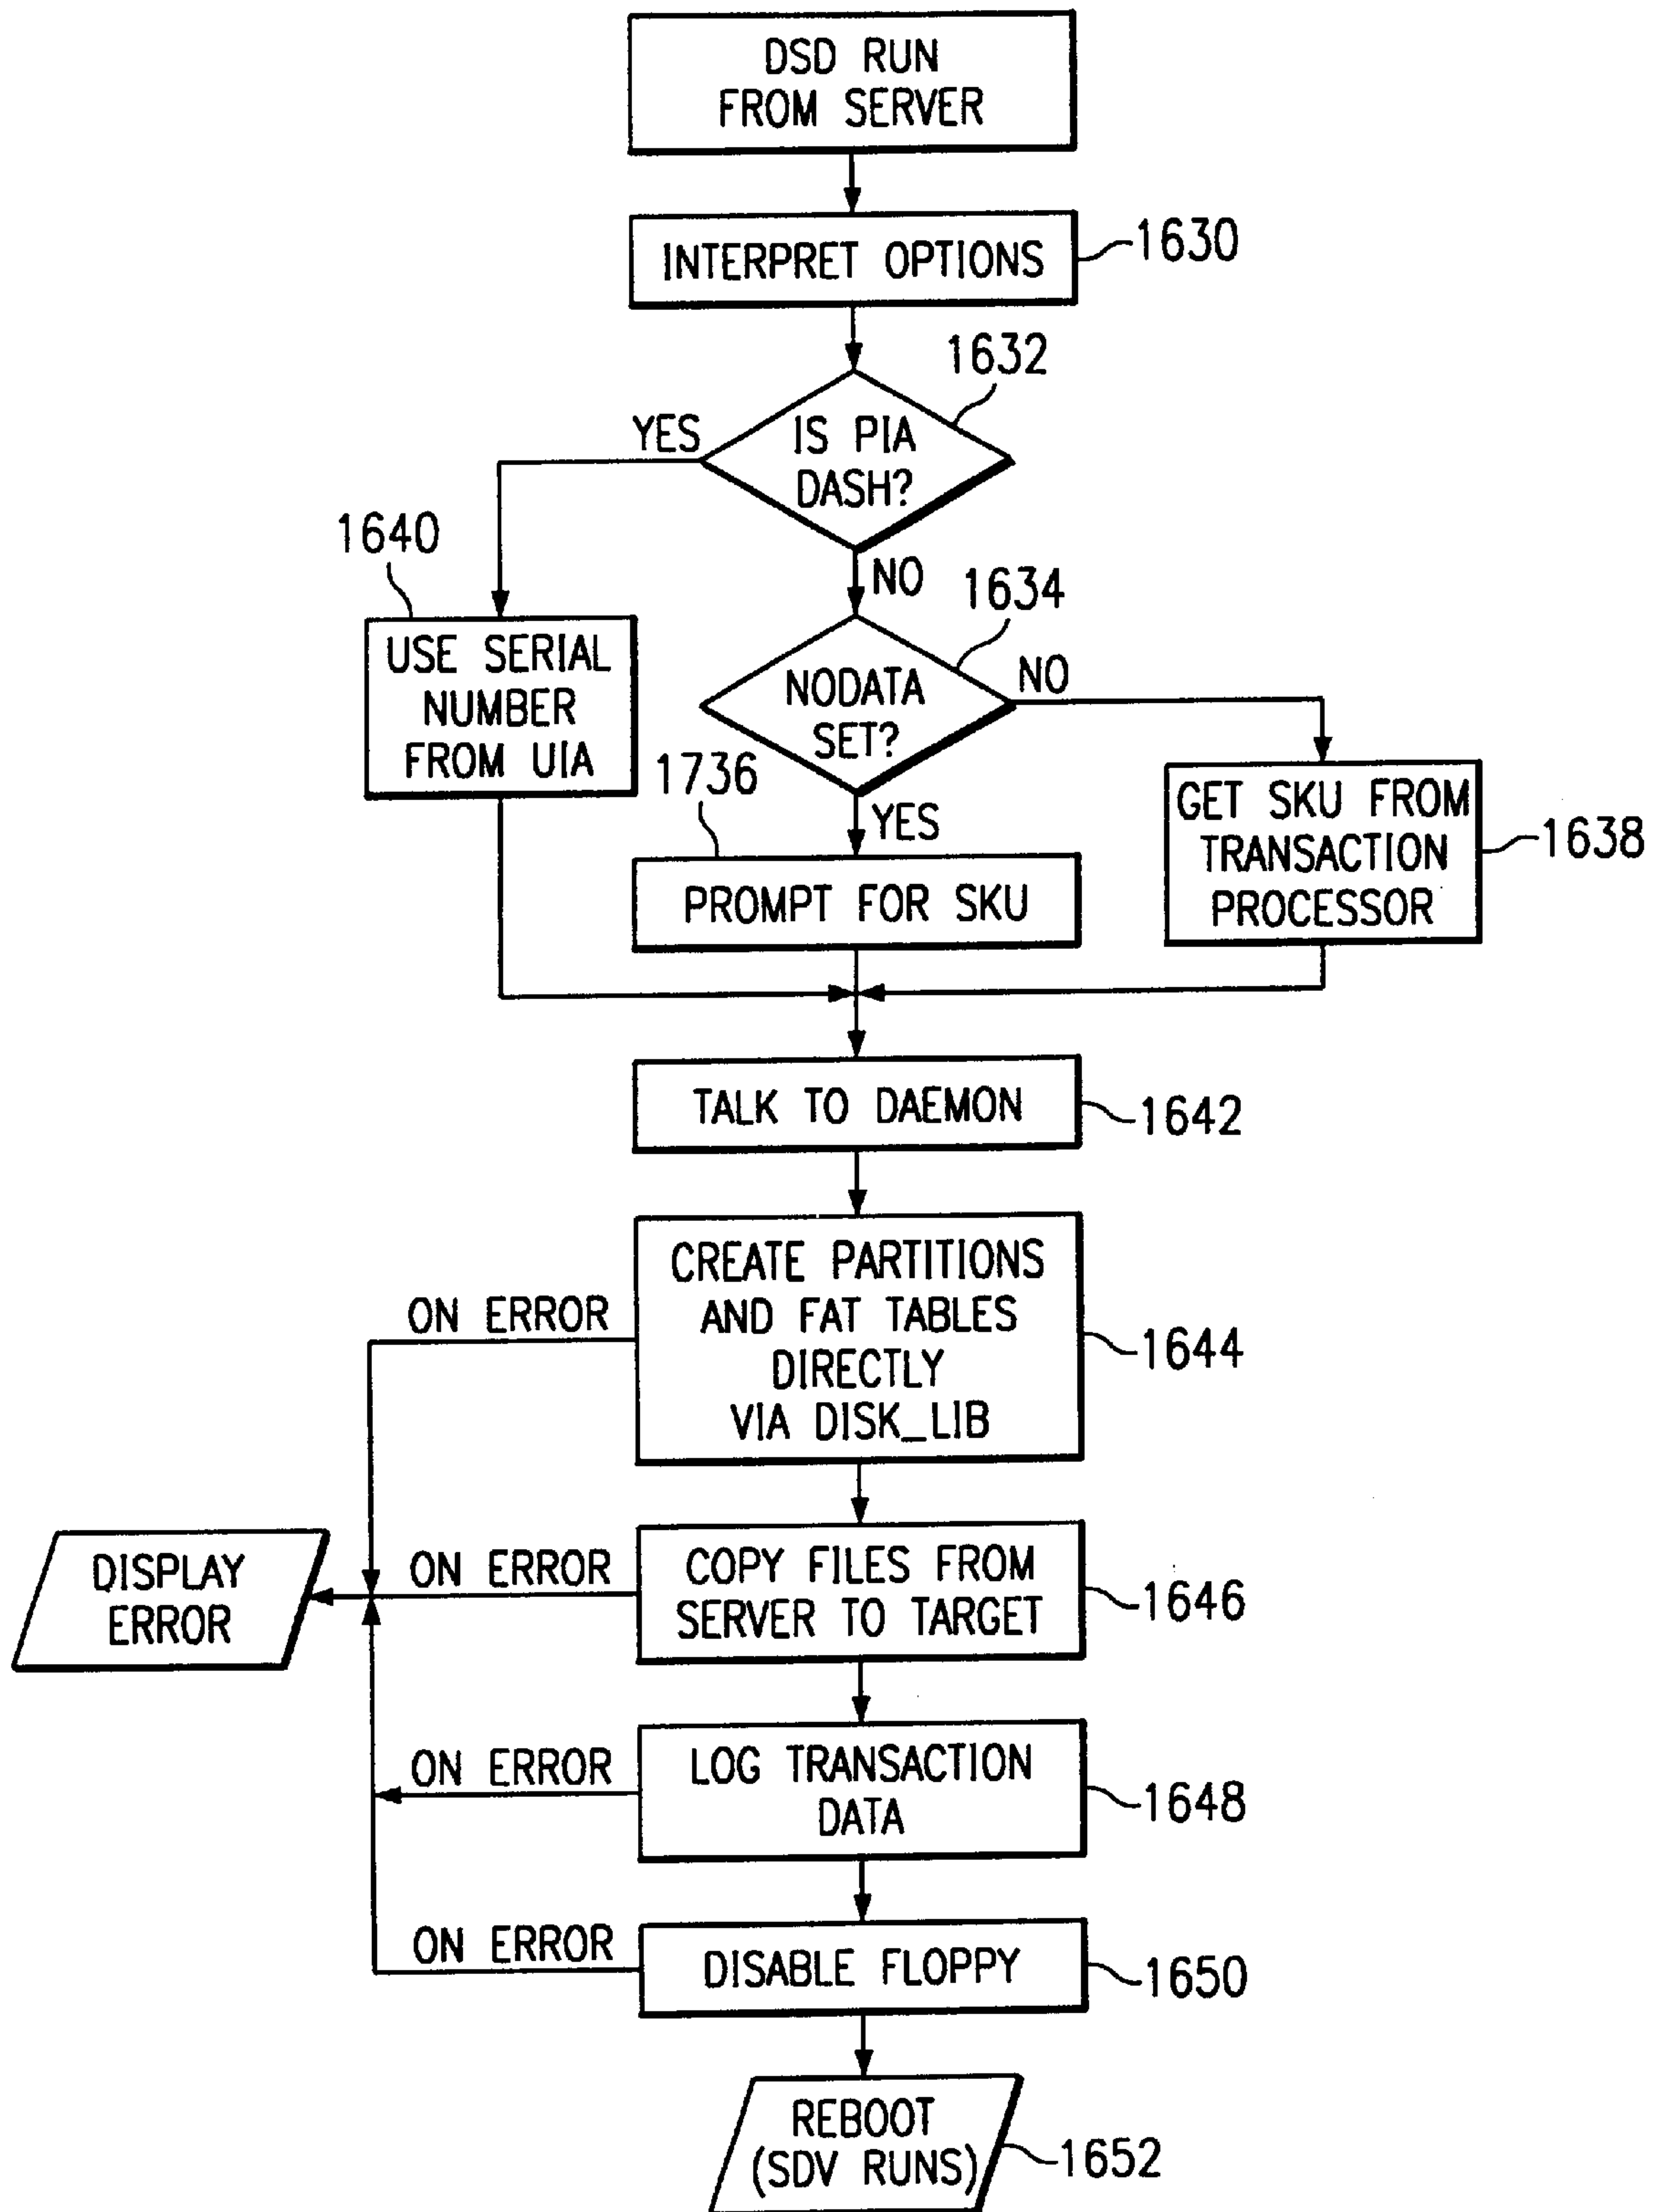 DSD RUN
FROM SERVER
INTERPRET OPTIONS
1630
1632
YES
IS PIA
DASH?
1640
NO
1634
USE SERIAL
NUMBER
FROM UIA
NODATA
SET?
NO
1736
YES
GET SKU FROM
TRANSACTION
PROCESSOR
1638
PROMPT FOR SKU
TALK TO DAEMON
1642
CREATE PARTITIONS
AND FAT TABLES
DIRECTLY
VIA DISK_LIB
ON ERROR
1644
DISPLAY
ERROR
ON ERROR
COPY FILES FROM
SERVER TO TARGET
1646
ON ERROR
LOG TRANSACTION
DATA
1648
ON ERROR
DISABLE FLOPPY
1650
REBOOT
(SDV RUNS)
1652